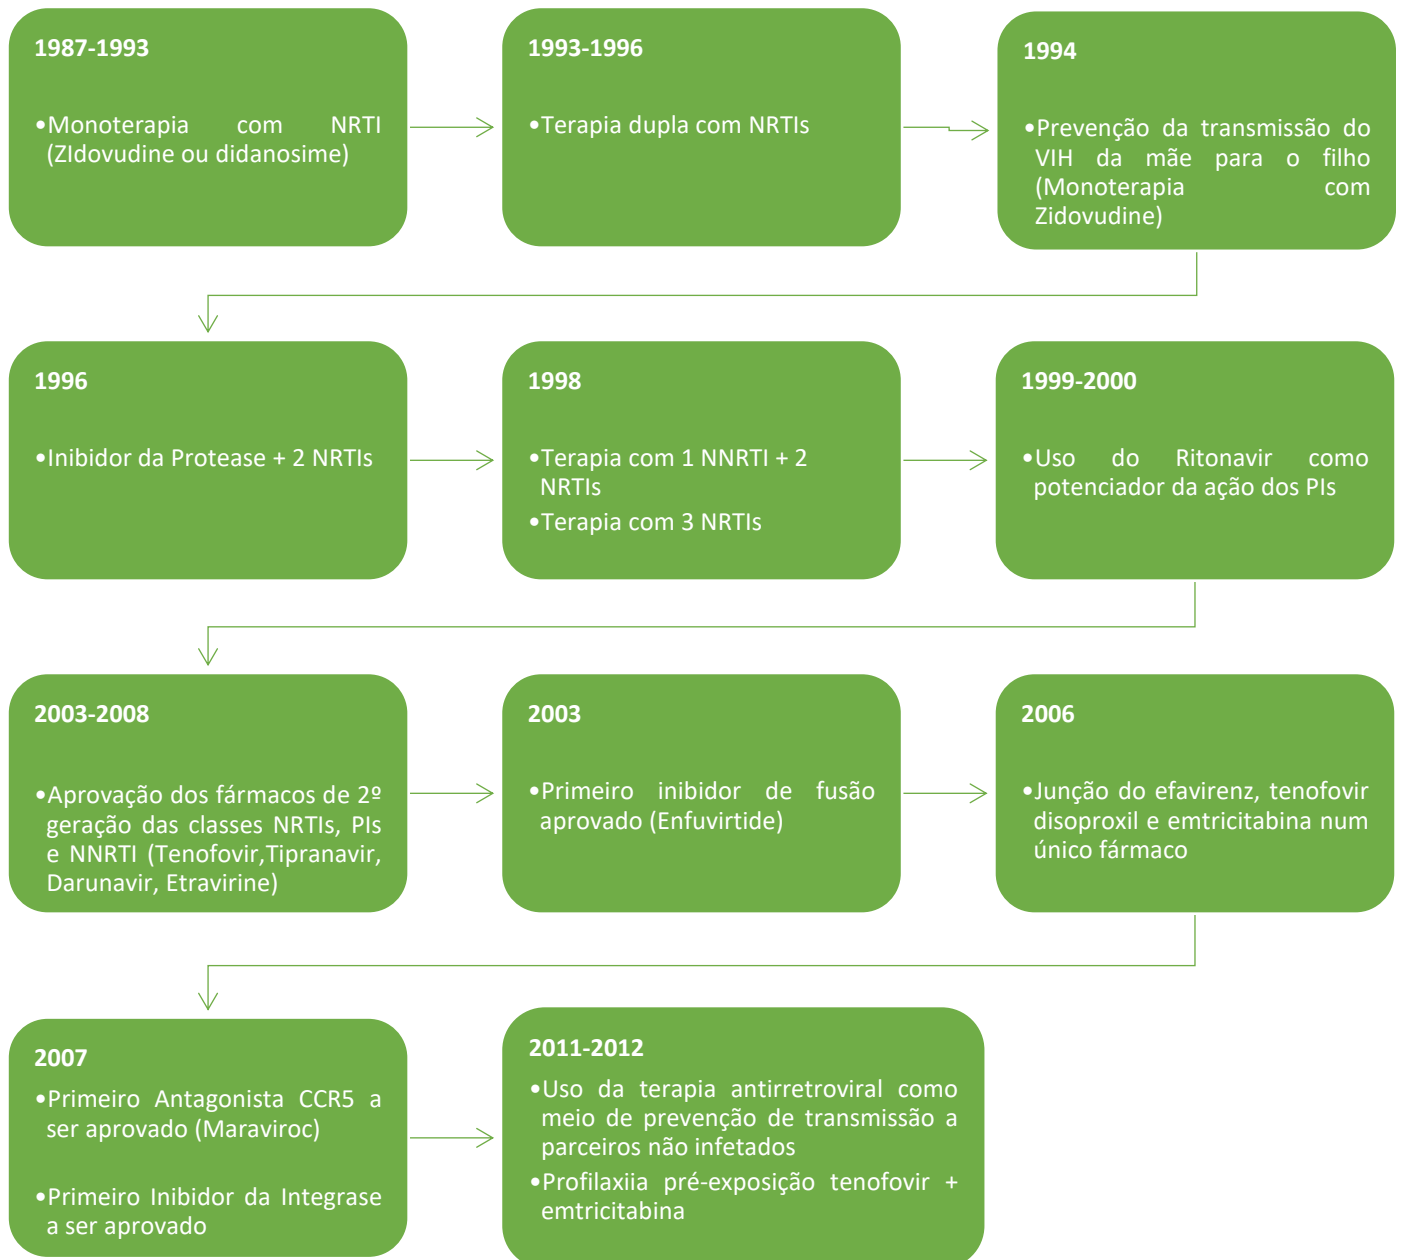 1987-1993
•Monoterapia com NRTI
(ZIdovudine ou didanosime)
1993-1996
•Terapia dupla com NRTIs
1994
•Prevenção da transmissão do
VIH da mãe para o filho
(Monoterapia com
Zidovudine)
1996
•Inibidor da Protease + 2 NRTIs
1998
•Terapia com 1 NNRTI + 2
NRTIs
•Terapia com 3 NRTIs
1999-2000
•Uso do Ritonavir como
potenciador da ação dos PIs
2003-2008
•Aprovação dos fármacos de 2º
geração das classes NRTIs, PIs
e NNRTI (Tenofovir,Tipranavir,
Darunavir, Etravirine)
2003
•Primeiro inibidor de fusão
aprovado (Enfuvirtide)
2006
•Junção do efavirenz, tenofovir
disoproxil e emtricitabina num
único fármaco
2007
•Primeiro Antagonista CCR5 a
ser aprovado (Maraviroc)
•Primeiro Inibidor da Integrase
a ser aprovado
2011-2012
•Uso da terapia antirretroviral como
meio de prevenção de transmissão a
parceiros não infetados
•Profilaxiia pré-exposição tenofovir +
emtricitabina